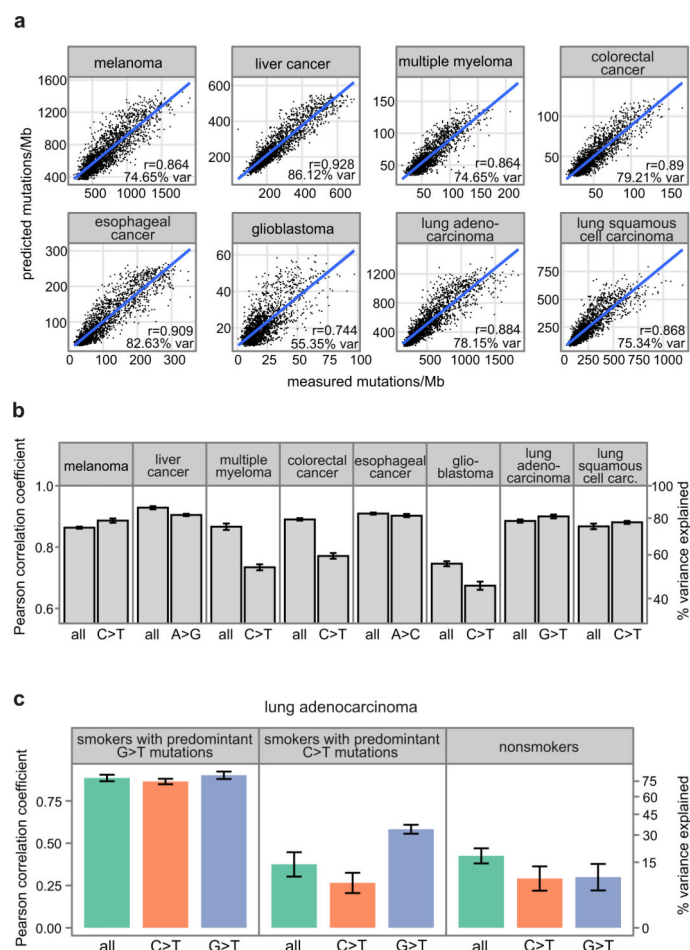 a
melanoma
liver cancer
multiple myeloma
colorectal
cancer
1600
1200
800
400
r=0.864
74.65% var
500 1000 1500
600
400
200
r=0.928
86.12% var
200 400 600
150
100
50
r=0.864
74.65% var
50 100 150 200
100
50
r=0.89
79.21% var
50 100 150
predicted mutations/Mb
esophageal
cancer
glioblastoma
lung adeno-
carcinoma
lung squamous
cell carcinoma
300
200
100
r=0.909
82.63% var
0 100 200 300
60
40
20
r=0.744
55.35% var
0 25 50 75 100
1200
800
400
r=0.884
78.15% var
500 1000 1500
750
500
250
r=0.868
75.34% var
0 250 500 1000
measured mutations/Mb
b
melanoma
liver
cancer
multiple
myeloma
colorectal
cancer
esophageal
cancer
glio-
blastoma
lung
adeno-
carcinoma
lung
squamous
cell carc.
Pearson correlation coefficient
1.0
0.8
0.6
100
80
60
40
% variance explained
all C>T all A>G all C>T all C>T all A>C all C>T all G>T all C>T
c
lung adenocarcinoma
smokers with predomintant
G>T mutations
smokers with predomintant
C>T mutations
nonsmokers
Pearson correlation coefficient
0.75
0.50
0.25
0.00
75
60
45
30
15
0
% variance explained
all C>T G>T all C>T G>T all C>T G>T